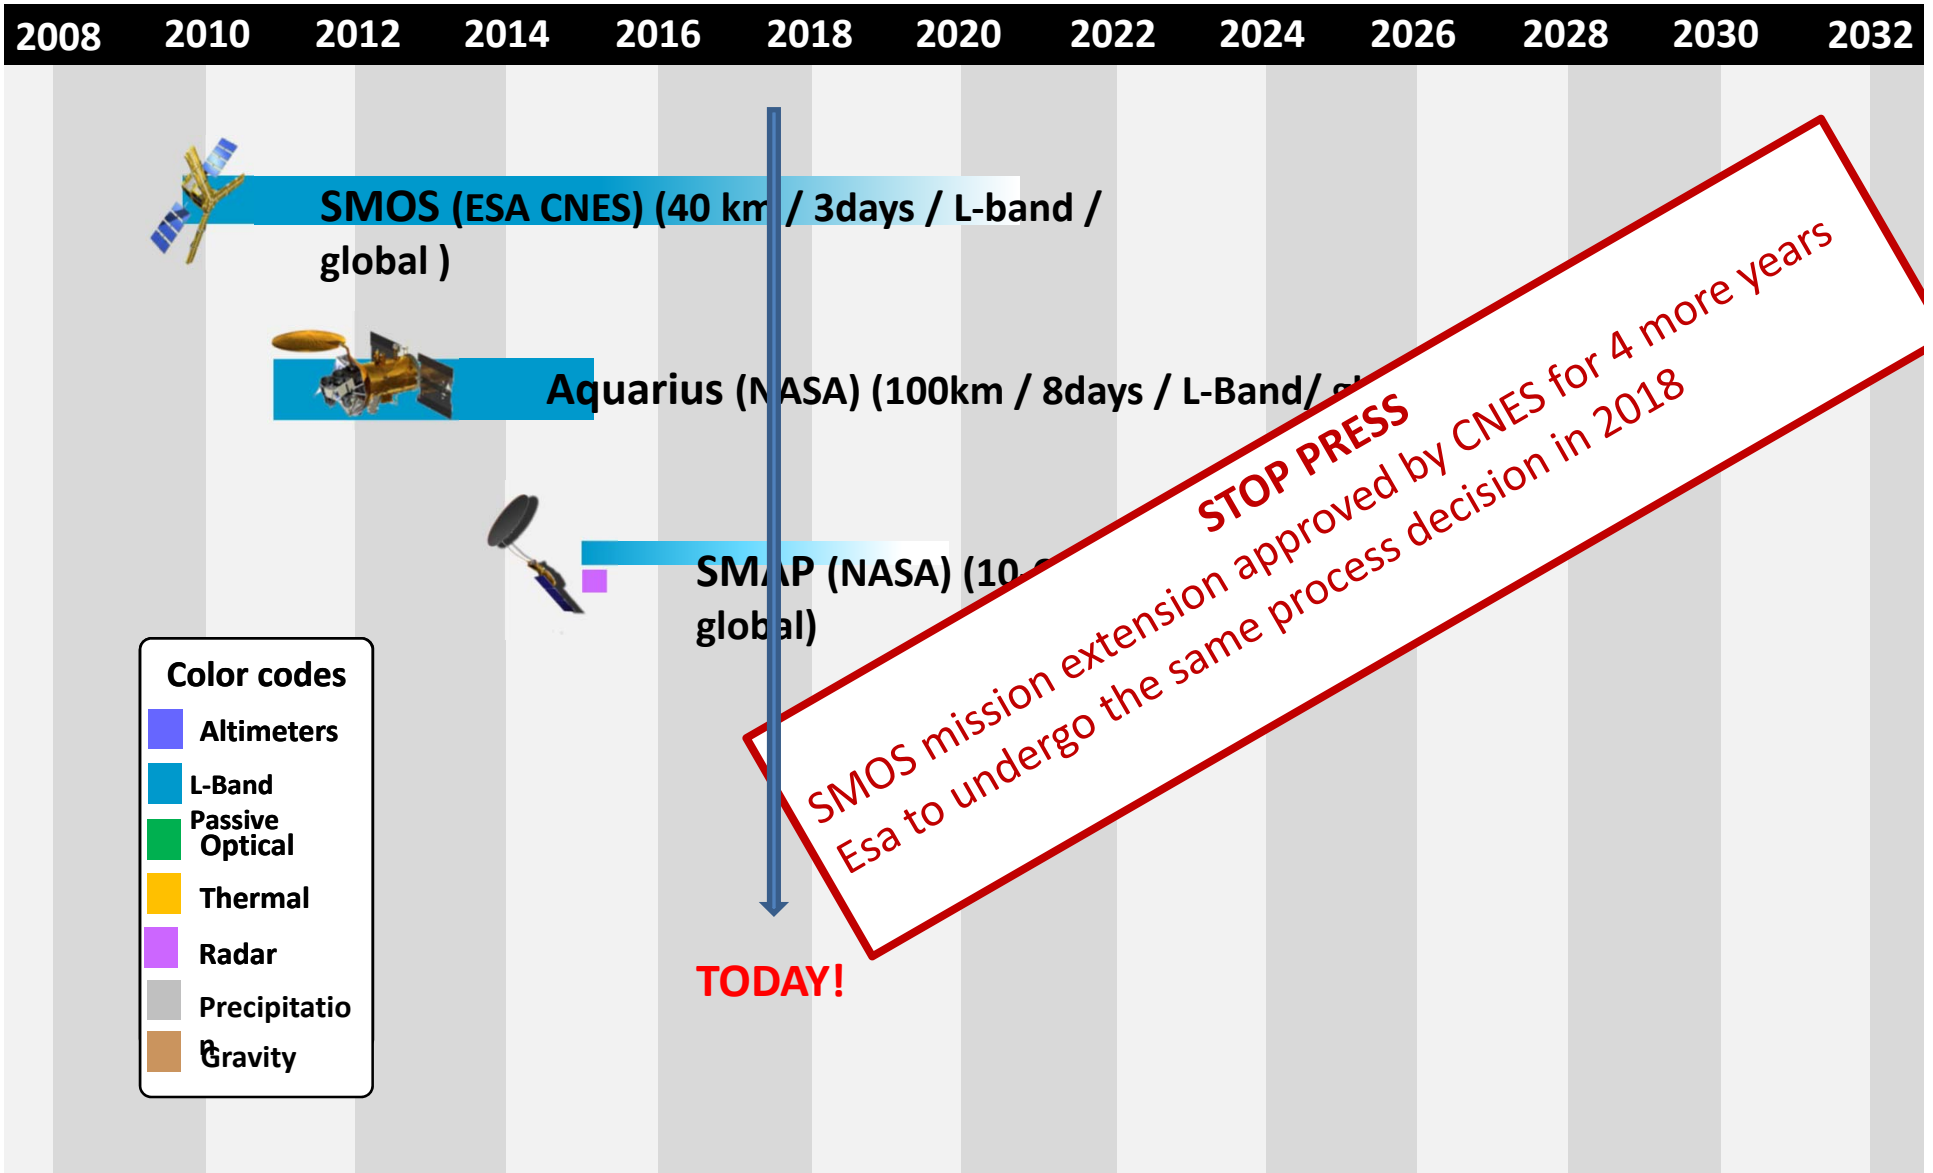 2008 2010 2012 2014 2016 2018 2020 2022 2024 2026 2028 2030 2032
SMOS (ESA CNES) (40 km / 3days / L-band /
global )
Aquarius (NASA) (100km / 8days / L-Band/
SMAP (NASA) (10-
global)
STOP PRESS
SMOS mission extension approved by CNES for 4 more years
Esa to undergo the same process decision in 2018
TODAY!
Color codes
Altimeters
L-Band
Passive
Optical
Thermal
Radar
Precipitatio
n
Gravity